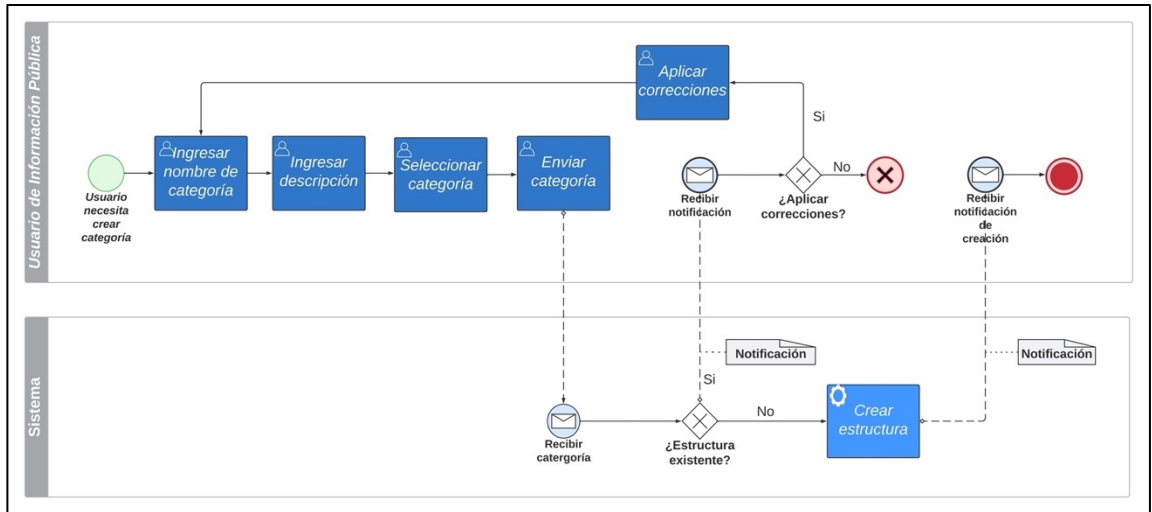 Usuario de Información Pública
Aplicar
correcciones
Si
Ingresar
nombre de
categoría
Ingresar
descripción
Seleccionar
categoría
Enviar
categoría
No
Usuario
necesita
crear
categoría
Recibir
notificación
¿Aplicar
correcciones?
Recibir
notificación
de
creación
Sistema
Notificación
Notificación
Si
No
Crear
estructura
Recibir
catergoría
¿Estructura
existente?